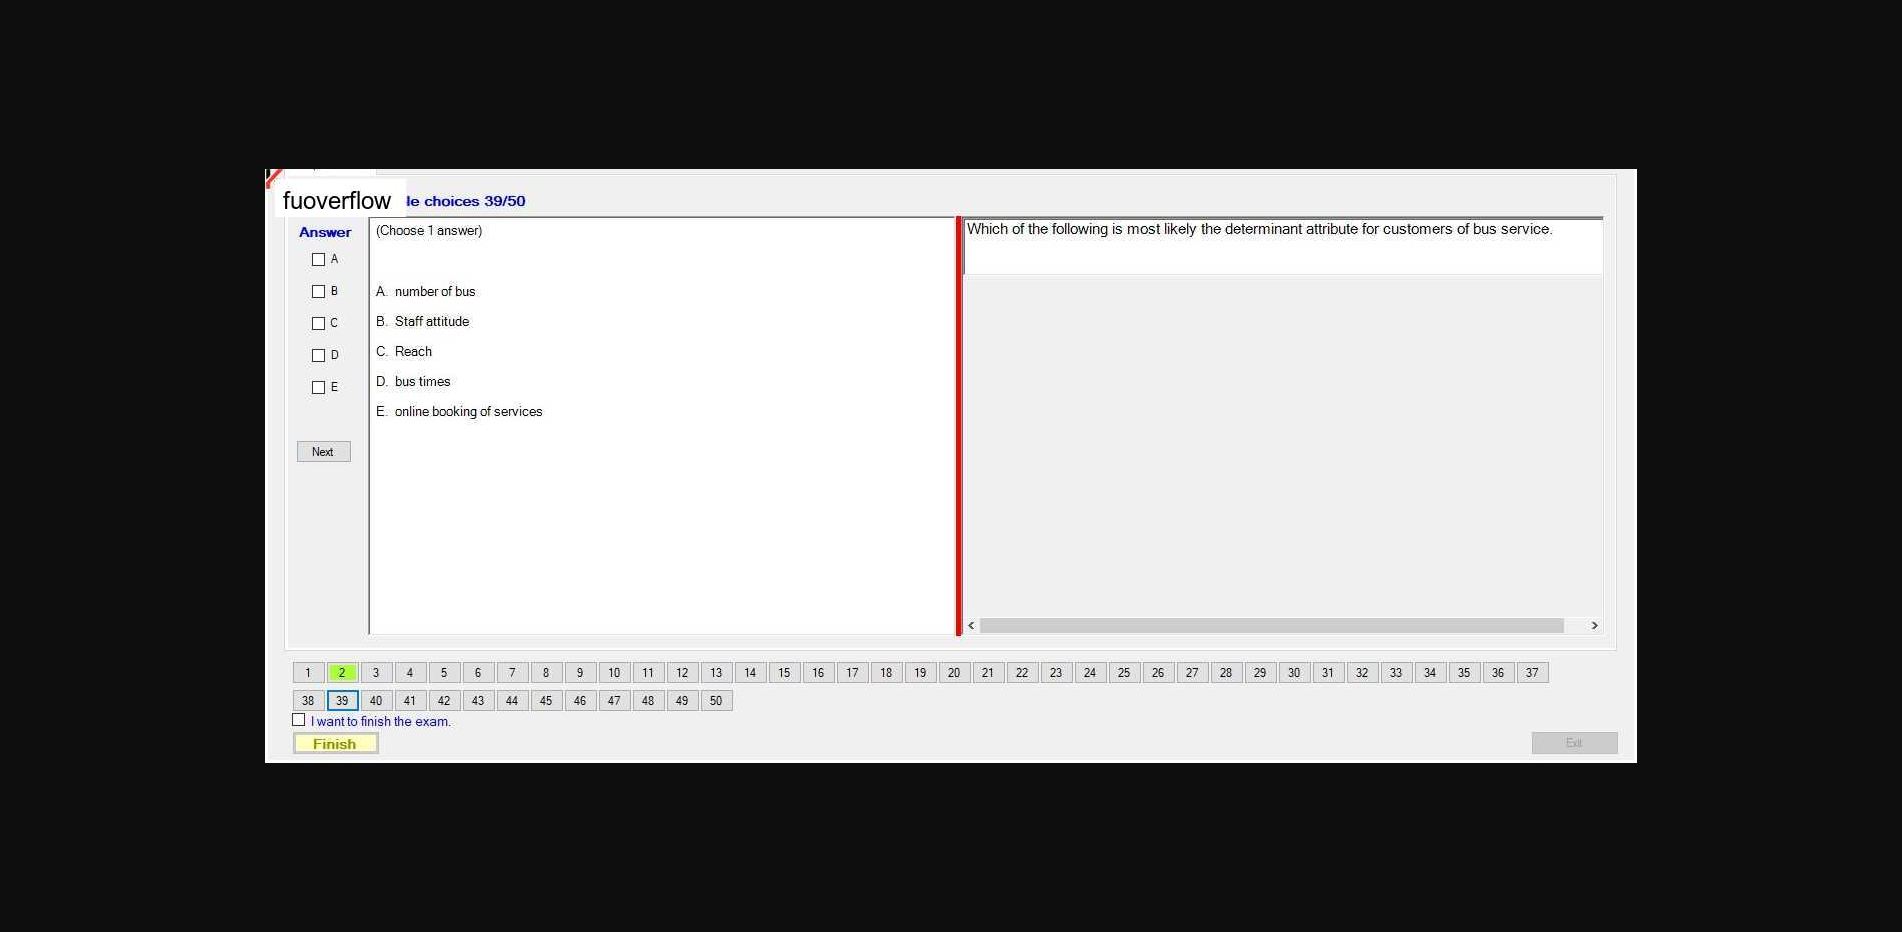 fuoverflow
le choices 39/50
Answer
(Choose 1 answer)
Which of the following is most likely the determinant attribute for customers of bus service.
A
B
C
D
E
A. number of bus
B. Staff attitude
C. Reach
D. bus times
E. online booking of services
Next
1 2 3 4 5 6 7 8 9 10 11 12 13 14 15 16 17 18 19 20 21 22 23 24 25 26 27 28 29 30 31 32 33 34 35 36 37
38 39 40 41 42 43 44 45 46 47 48 49 50
I want to finish the exam.
Finish
Exit